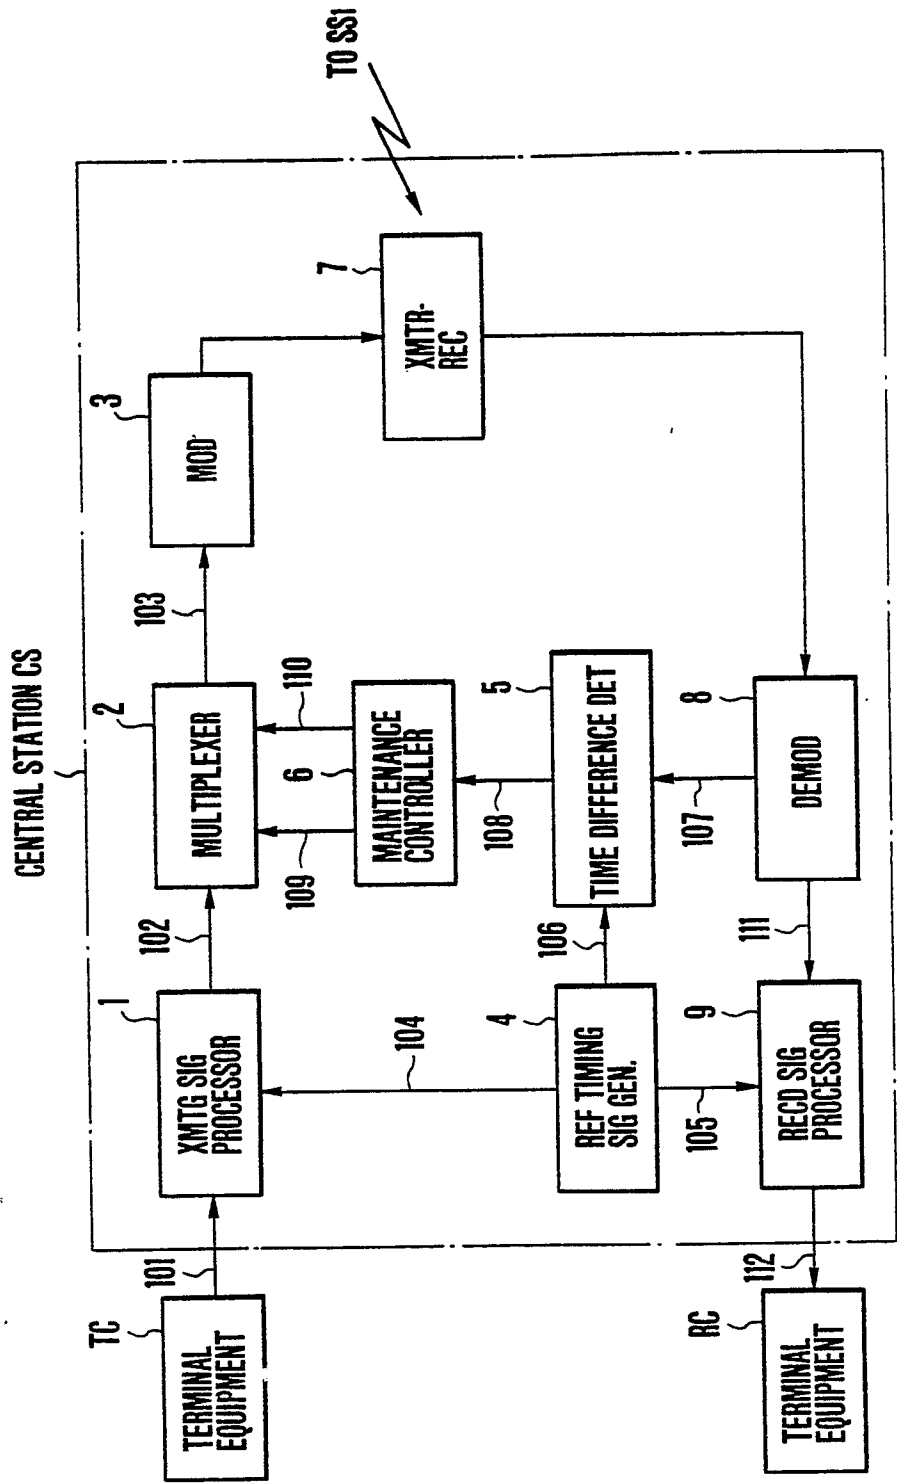 CENTRAL STATION CS
TC
TERMINAL
EQUIPMENT
101
1
XMTG SIG
PROCESSOR
102
2
MULTIPLEXER
103
3
MOD
109
110
6
MAINTENANCE
CONTROLLER
7
XMTR-
REC
TO SS1
104
108
4
REF TIMING
SIG GEN.
106
5
TIME DIFFERENCE DET
105
107
RC
TERMINAL
EQUIPMENT
112
9
RECD SIG
PROCESSOR
111
8
DEMOD